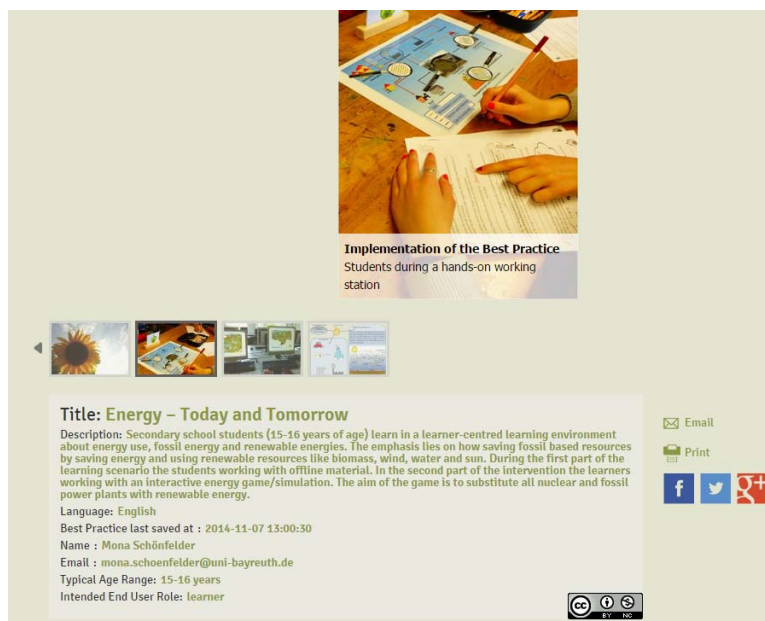 Implementation of the Best Practice
Students during a hands-on working
station
Title: Energy – Today and Tomorrow
Description: Secondary school students (15-16 years of age) learn in a learner-centred learning environment
about energy use, fossil energy and renewable energies. The emphasis lies on how saving fossil based resources
by saving energy and using renewable resources like biomass, wind, water and sun. During the first part of the
learning scenario the students working with offline material. In the second part of the intervention the learners
working with an interactive energy game/simulation. The aim of the game is to substitute all nuclear and fossil
power plants with renewable energy.
Language: English
Best Practice last saved at : 2014-11-07 13:00:30
Name : Mona Schönfelder
Email : mona.schoenfelder@uni-bayreuth.de
Typical Age Range: 15-16 years
Intended End User Role: learner
Email
Print
f
g+
cc
BY NC